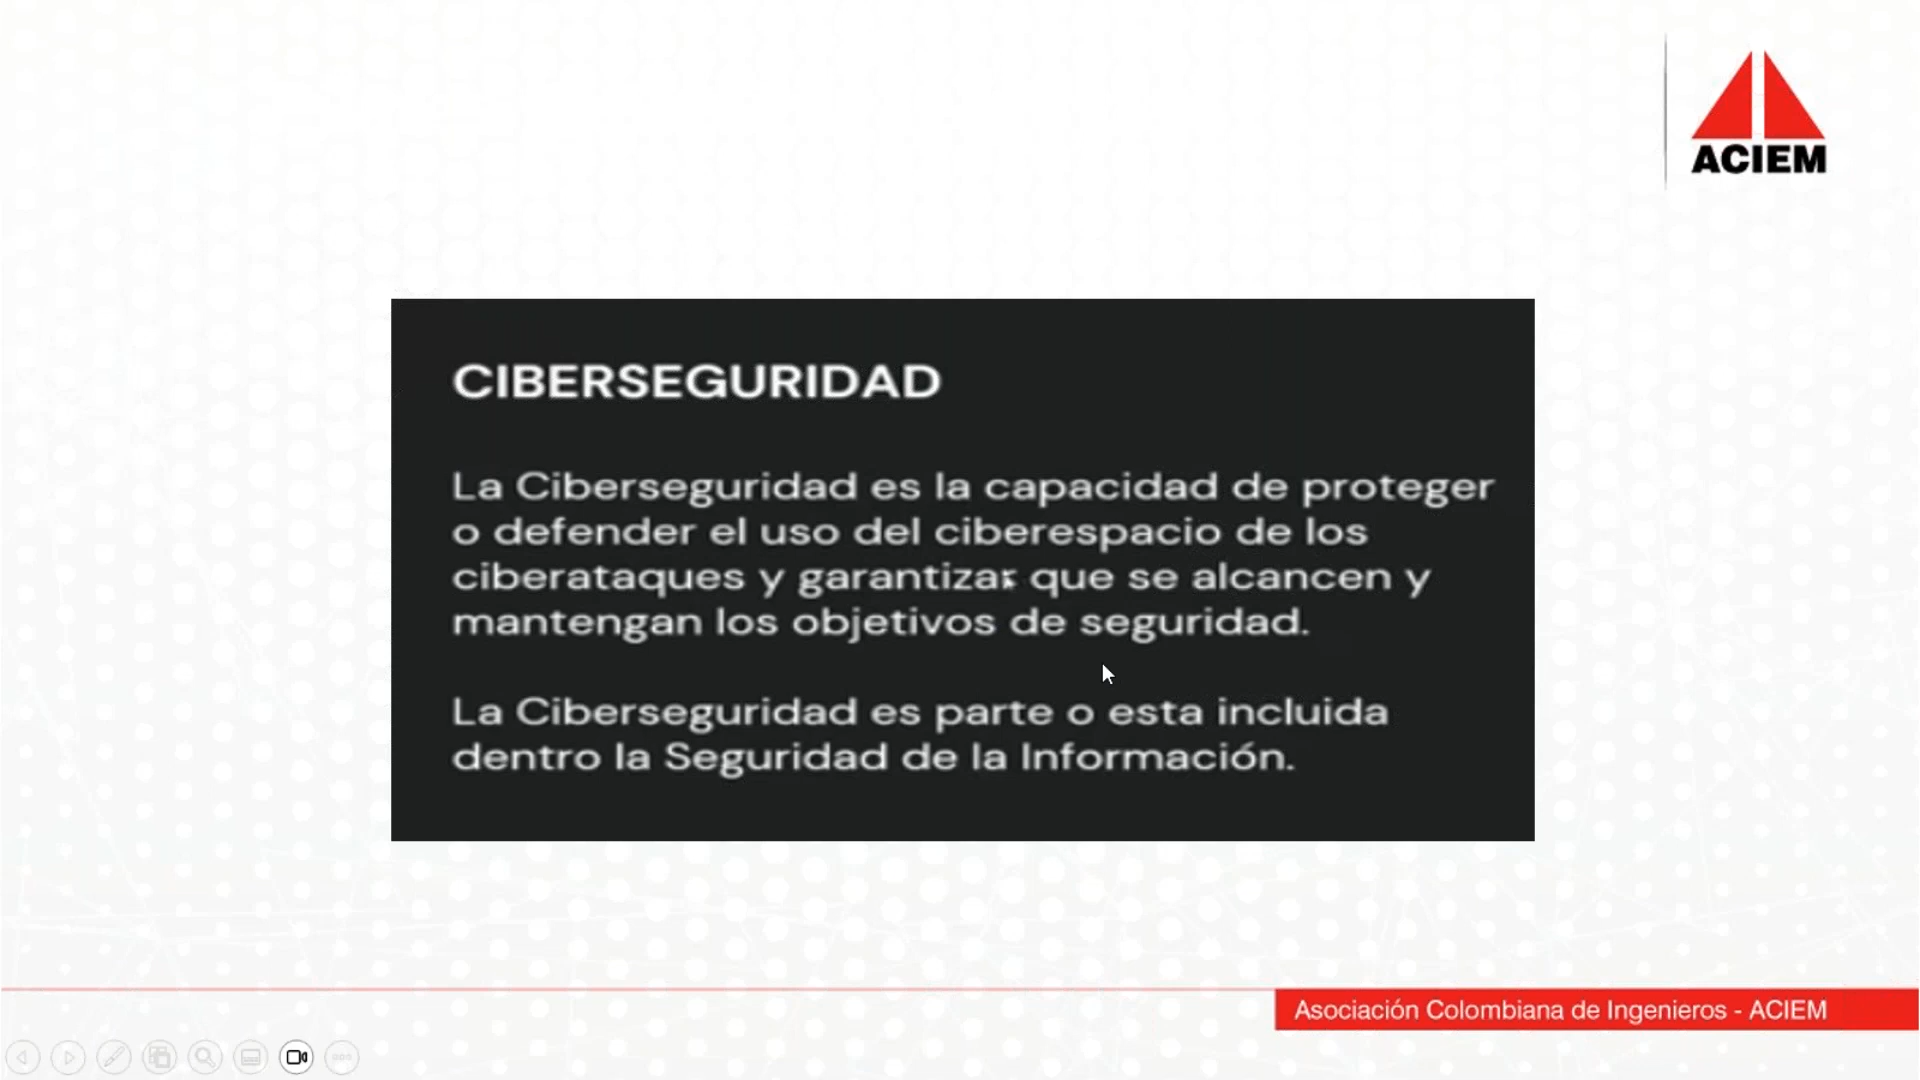 ACIEM
CIBERSEGURIDAD
La Ciberseguridad es la capacidad de proteger
o defender el uso del ciberespacio de los
ciberataques y garantizar que se alcancen y
mantengan los objetivos de seguridad.
La Ciberseguridad es parte o esta incluida
dentro la Seguridad de la Información.
Asociación Colombiana de Ingenieros - ACIEM